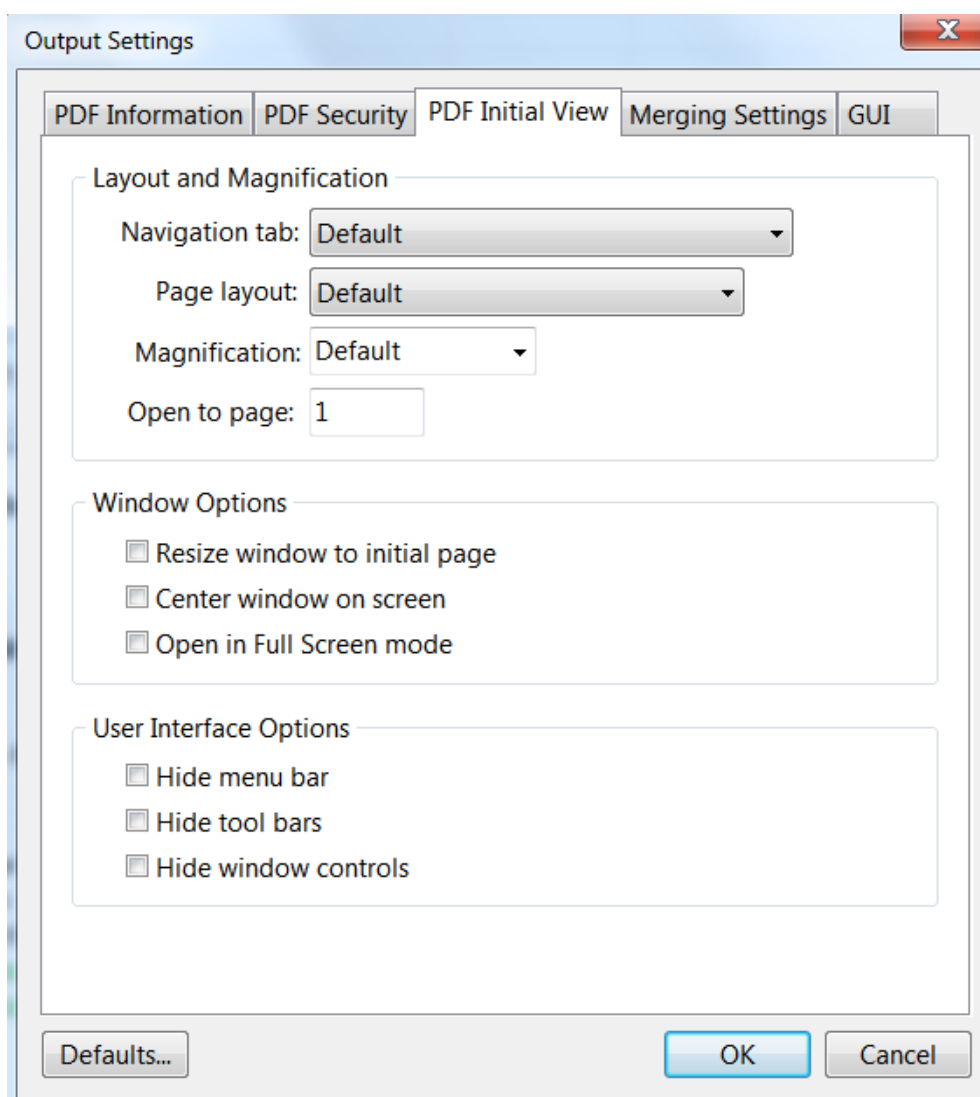 Output Settings
PDF Information PDF Security PDF Initial View Merging Settings GUI
Layout and Magnification
Navigation tab: Default
Page layout: Default
Magnification: Default
Open to page: 1
Window Options
Resize window to initial page
Center window on screen
Open in Full Screen mode
User Interface Options
Hide menu bar
Hide tool bars
Hide window controls
Defaults... OK Cancel